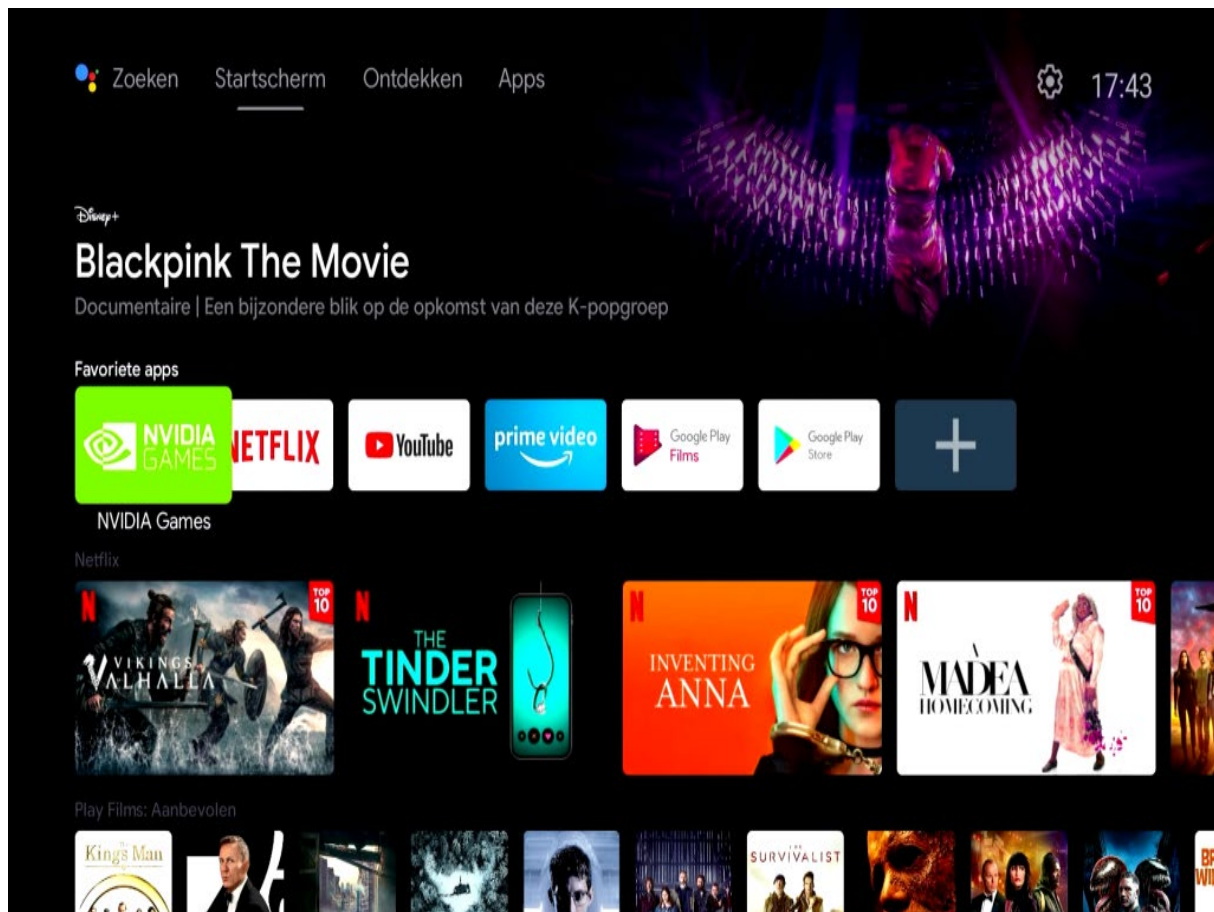 Zoeken Startscherm Ontdekken Apps 17:43
Disney+
Blackpink The Movie
Documentaire | Een bijzondere blik op de opkomst van deze K-popgroep
Favoriete apps
NVIDIA
GAMES
NETFLIX
YouTube
prime video
Google Play
Films
Google Play
Store
NVIDIA Games
Netflix
N
TOP
10
VIKINGS
VALHALLA
N
THE
TINDER
SWINDLER
N
TOP
10
INVENTING
ANNA
N
TOP
10
A
MADEA
HOMECOMING
Play Films: Aanbevolen
The
King's Man
THE
SURVIVALIST